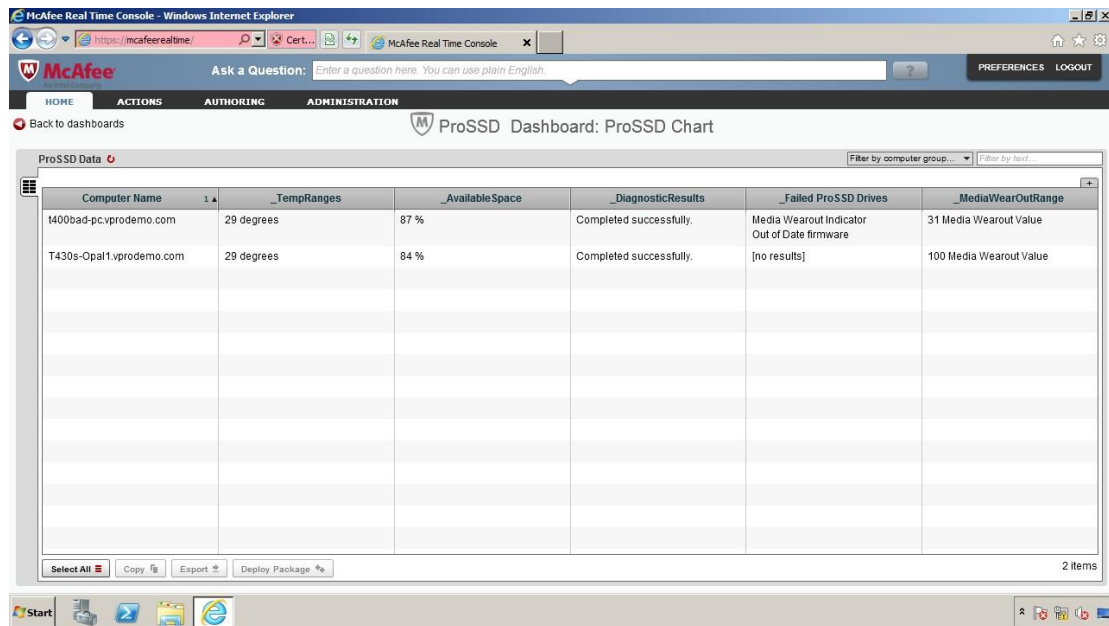 McAfee Real Time Console - Windows Internet Explorer
https://mcafeerealtime/ Cert... McAfee Real Time Console
McAfee Ask a Question: Enter a question here. You can use plain English. ? PREFERENCES LOGOUT
An Intel Company
HOME ACTIONS AUTHORING ADMINISTRATION
Back to dashboards ProSSD Dashboard: ProSSD Chart
ProSSD Data Filter by computer group... Filter by text...
+
Computer Name 1 _TempRanges _AvailableSpace _DiagnosticResults _Failed ProSSD Drives _MediaWearOutRange
t400bad-pc.vprodemo.com 29 degrees 87 % Completed successfully. Media Wearout Indicator 31 Media Wearout Value
Out of Date firmware
T430s-Opal1.vprodemo.com 29 degrees 84 % Completed successfully. [no results] 100 Media Wearout Value
Select All Copy Export Deploy Package 2 items
Start